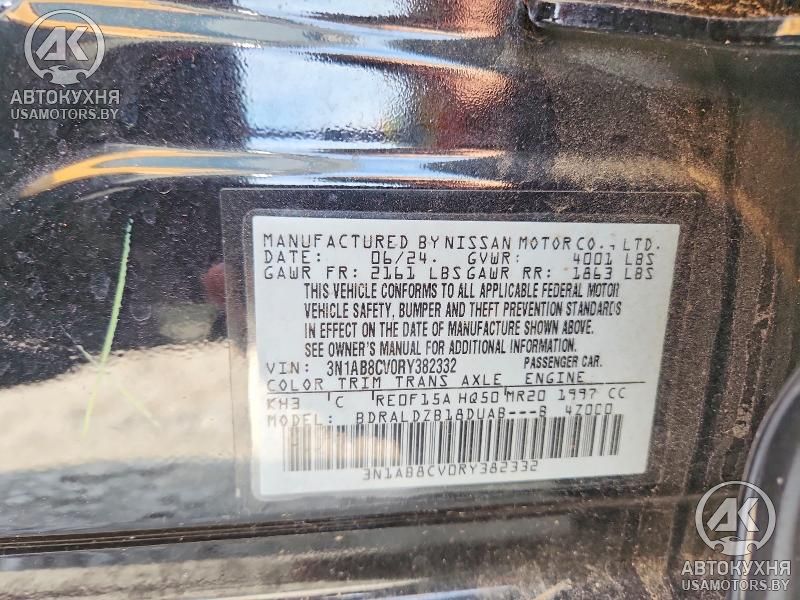 АК
АВТОКУХНЯ
USAMOTORS.BY
MANUFACTURED BY NISSAN MOTOR CO., LTD.
DATE: 06/24. GVWR: 4001 LBS
GAWR FR: 2161 LBS GAWR RR: 1863 LBS
THIS VEHICLE CONFORMS TO ALL APPLICABLE FEDERAL MOTOR
VEHICLE SAFETY, BUMPER AND THEFT PREVENTION STANDARDS
IN EFFECT ON THE DATE OF MANUFACTURE SHOWN ABOVE.
SEE OWNER'S MANUAL FOR ADDITIONAL INFORMATION.
VIN: 3N1AB8CV0RY382332 PASSENGER CAR.
COLOR TRIM TRANS AXLE ENGINE
KH3 C RE0F15A HQ50 MR20 1997 CC
MODEL: BDRALDZB18DUAB---B 4Z0C0
3N1AB8CV0RY382332
АК
АВТОКУХНЯ
USAMOTORS.BY